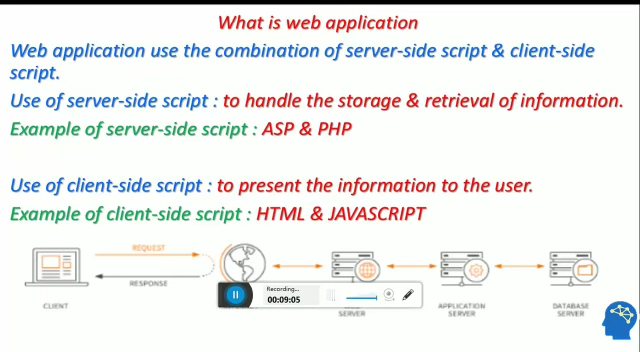 What is web application
Web application use the combination of server-side script & client-side
script.
Use of server-side script : to handle the storage & retrieval of information.
Example of server-side script : ASP & PHP
Use of client-side script : to present the information to the user.
Example of client-side script : HTML & JAVASCRIPT
REQUEST
RESPONSE
Recording...
00:09:05
CLIENT
SERVER
APPLICATION
SERVER
DATABASE
SERVER